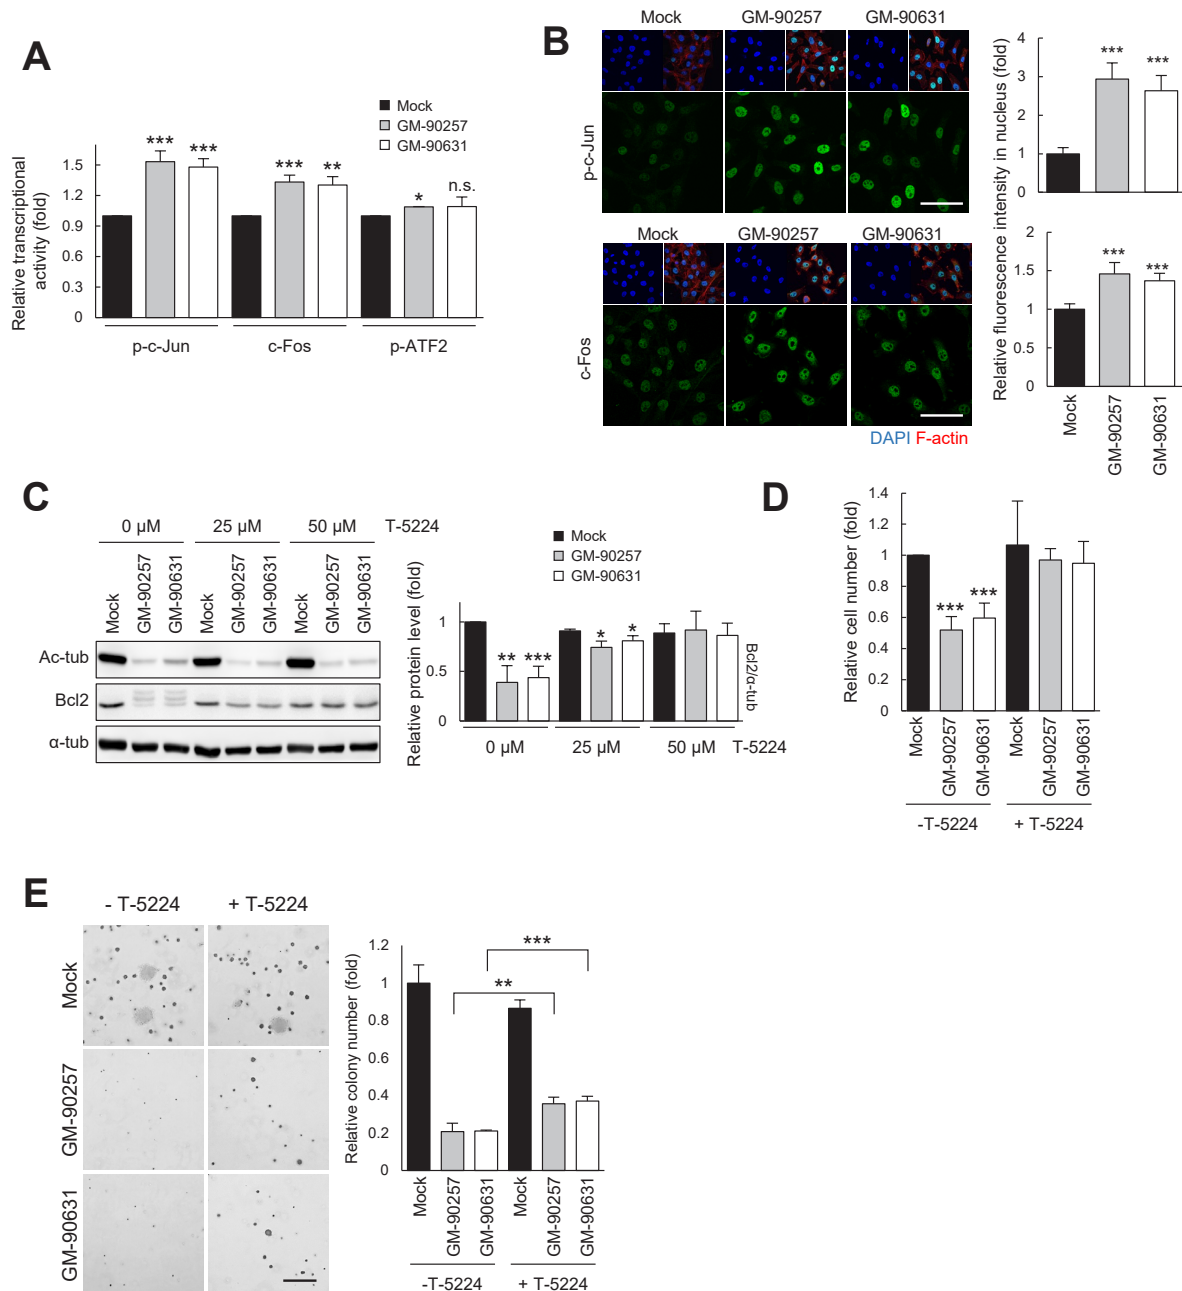 A
Mock
GM-90257
GM-90631
Relative transcriptional
activity (fold)
1.5
1.2
0.9
0.6
0.3
0
*** ***
*** **
* n.s.
p-c-Jun c-Fos p-ATF2
B
Mock GM-90257 GM-90631
p-c-Jun
Mock GM-90257 GM-90631
c-Fos
DAPI F-actin
Relative fluorescence intensity in nucleus (fold)
4
3
2
1
0
*** ***
2
1.5
1
0.5
0
*** ***
Mock GM-90257 GM-90631
C
0 µM 25 µM 50 µM T-5224
Mock GM-90257 GM-90631 Mock GM-90257 GM-90631 Mock GM-90257 GM-90631
Ac-tub
Bcl2
α-tub
Mock
GM-90257
GM-90631
Relative protein level (fold)
1
0.5
0
** ***
* *
Bcl2/α-tub
0 µM 25 µM 50 µM T-5224
D
Relative cell number (fold)
1.4
1.2
1
0.8
0.6
0.4
0.2
0
*** ***
Mock GM-90257 GM-90631 Mock GM-90257 GM-90631
-T-5224 + T-5224
E
- T-5224 + T-5224
Mock
GM-90257
GM-90631
Relative colony number (fold)
1.2
1
0.8
0.6
0.4
0.2
0
***
**
Mock GM-90257 GM-90631 Mock GM-90257 GM-90631
-T-5224 + T-5224